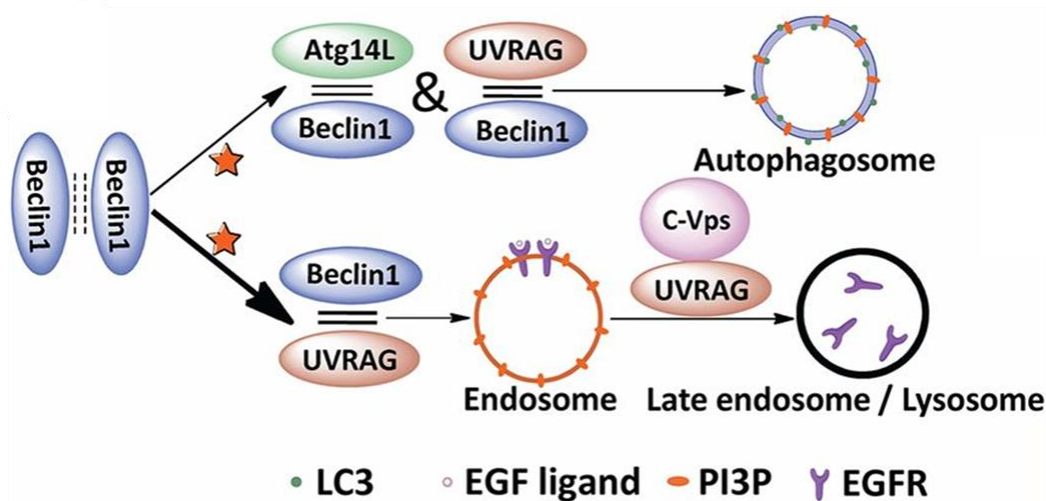 Atg14L
UVRAG
&
Beclin1
Beclin1
Autophagosome
Beclin1
Beclin1
C-Vps
Beclin1
UVRAG
UVRAG
Endosome
Late endosome / Lysosome
LC3
EGF ligand
PI3P
EGFR